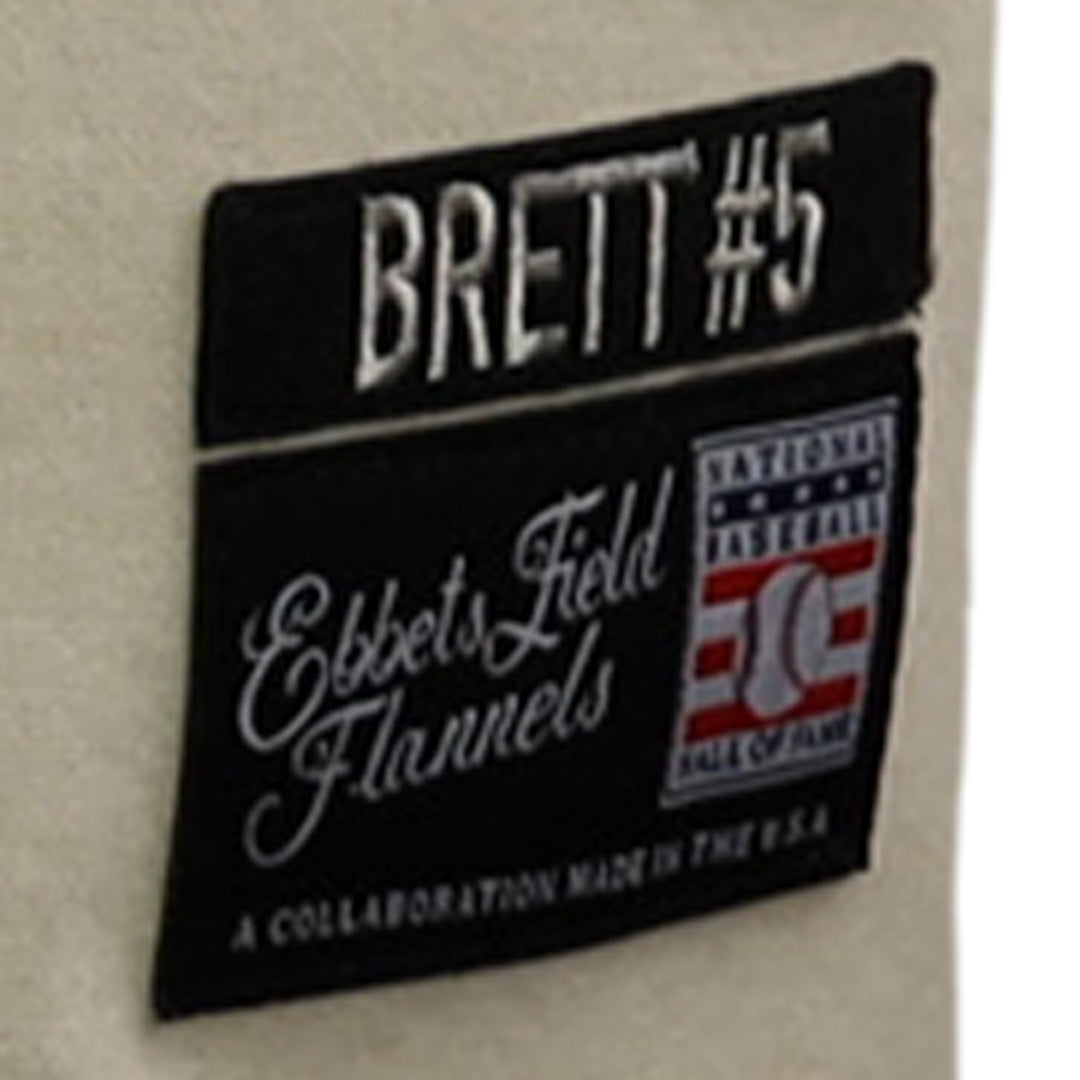 BRETT #5
Ebbets Field
Flannels
NATIONAL
BASEBALL
HALL OF FAME
A COLLABORATION MADE IN THE U.S.A